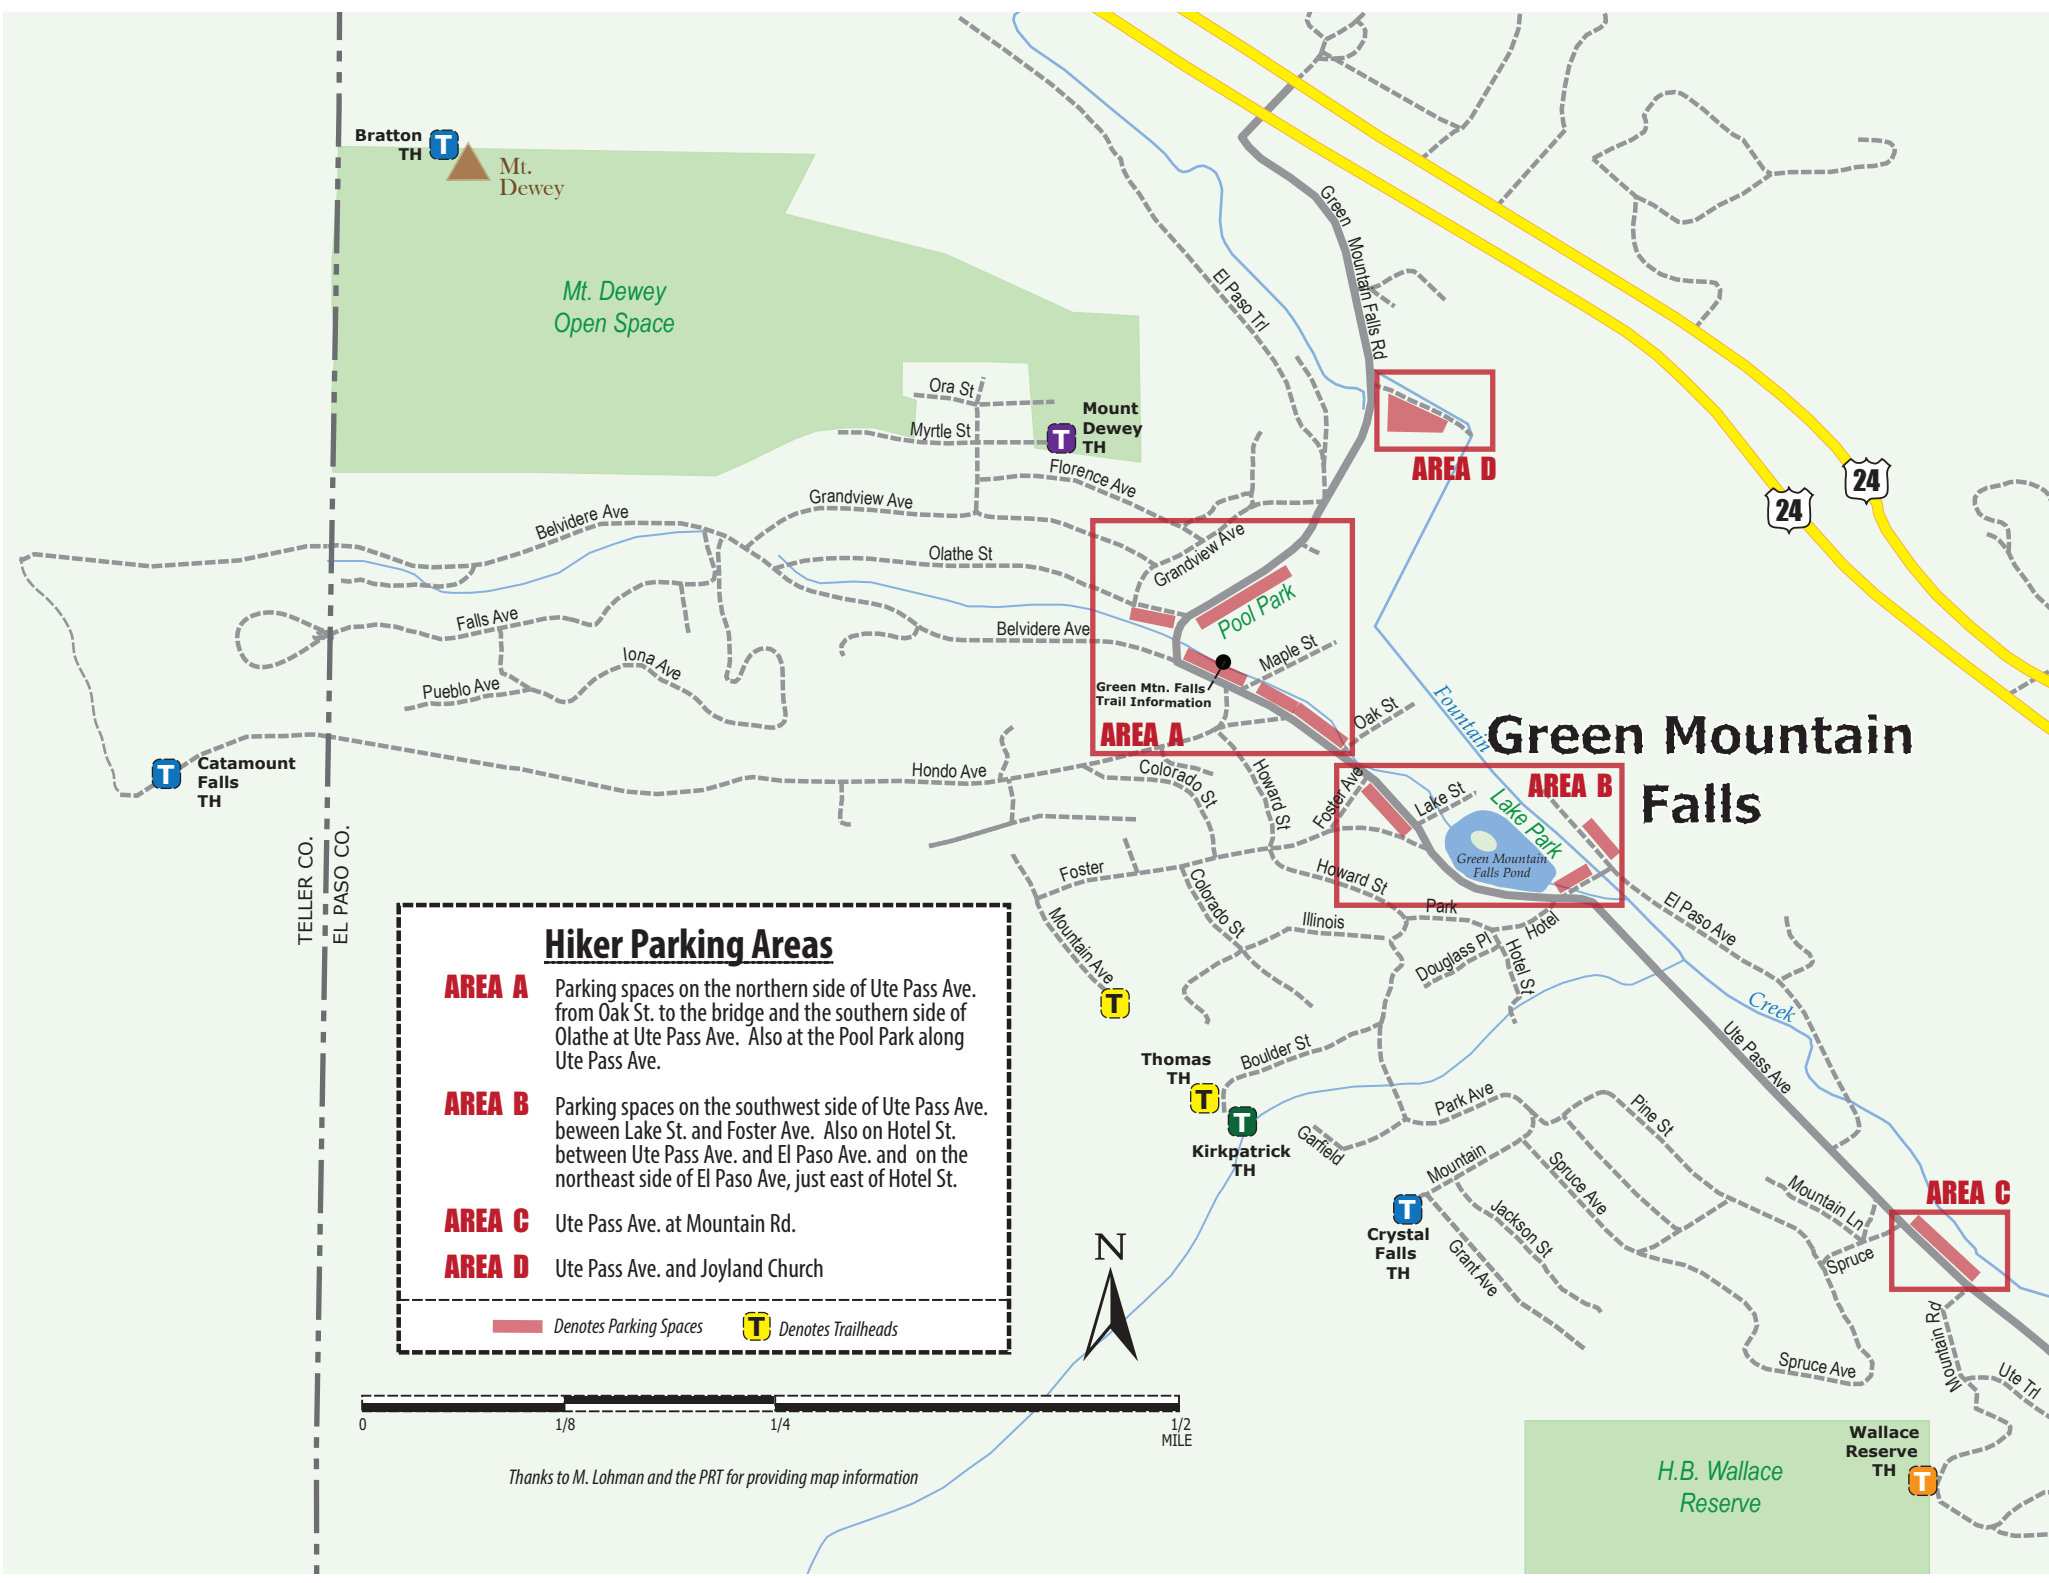 Bratton
TH
Mt.
Dewey
Mt. Dewey
Open Space
Green Mountain Falls Rd
El Paso Trl
Ora St
Myrtle St
Mount
Dewey
TH
Florence Ave
AREA D
24
24
Grandview Ave
Belvidere Ave
Olathe St
Grandview Ave
Pool Park
Falls Ave
Belvidere Ave
Maple St
Iona Ave
Pueblo Ave
Green Mtn. Falls
Trail Information
Oak St
AREA A
Fountain
Green Mountain
Falls
Catamount
Falls
TH
Hondo Ave
Colorado St
Howard St
Foster Ave
Lake St
Lake Park
AREA B
Green Mountain
Falls Pond
TELLER CO.
EL PASO CO.
Foster
Howard St
Colorado St
Illinois
Park
Hotel
El Paso Ave
Mountain Ave
Douglass Pl
Hotel St
Creek
Ute Pass Ave
Hiker Parking Areas
AREA A
Parking spaces on the northern side of Ute Pass Ave.
from Oak St. to the bridge and the southern side of
Olathe at Ute Pass Ave.  Also at the Pool Park along
Ute Pass Ave.
AREA B
Parking spaces on the southwest side of Ute Pass Ave.
beween Lake St. and Foster Ave.  Also on Hotel St.
between Ute Pass Ave. and El Paso Ave. and  on the
northeast side of El Paso Ave, just east of Hotel St.
AREA C
Ute Pass Ave. at Mountain Rd.
AREA D
Ute Pass Ave. and Joyland Church
Denotes Parking Spaces
T
Denotes Trailheads
T
T
T
T
Thomas
TH
T
Boulder St
T
Kirkpatrick
TH
Garfield
Park Ave
Pine St
Mountain
Spruce Ave
T
Crystal
Falls
TH
Jackson St
Grant Ave
Mountain Ln
Spruce
AREA C
Mountain Rd
Spruce Ave
Ute Trl
N
0
1/8
1/4
1/2
MILE
Thanks to M. Lohman and the PRT for providing map information
H.B. Wallace
Reserve
Wallace
Reserve
TH
T